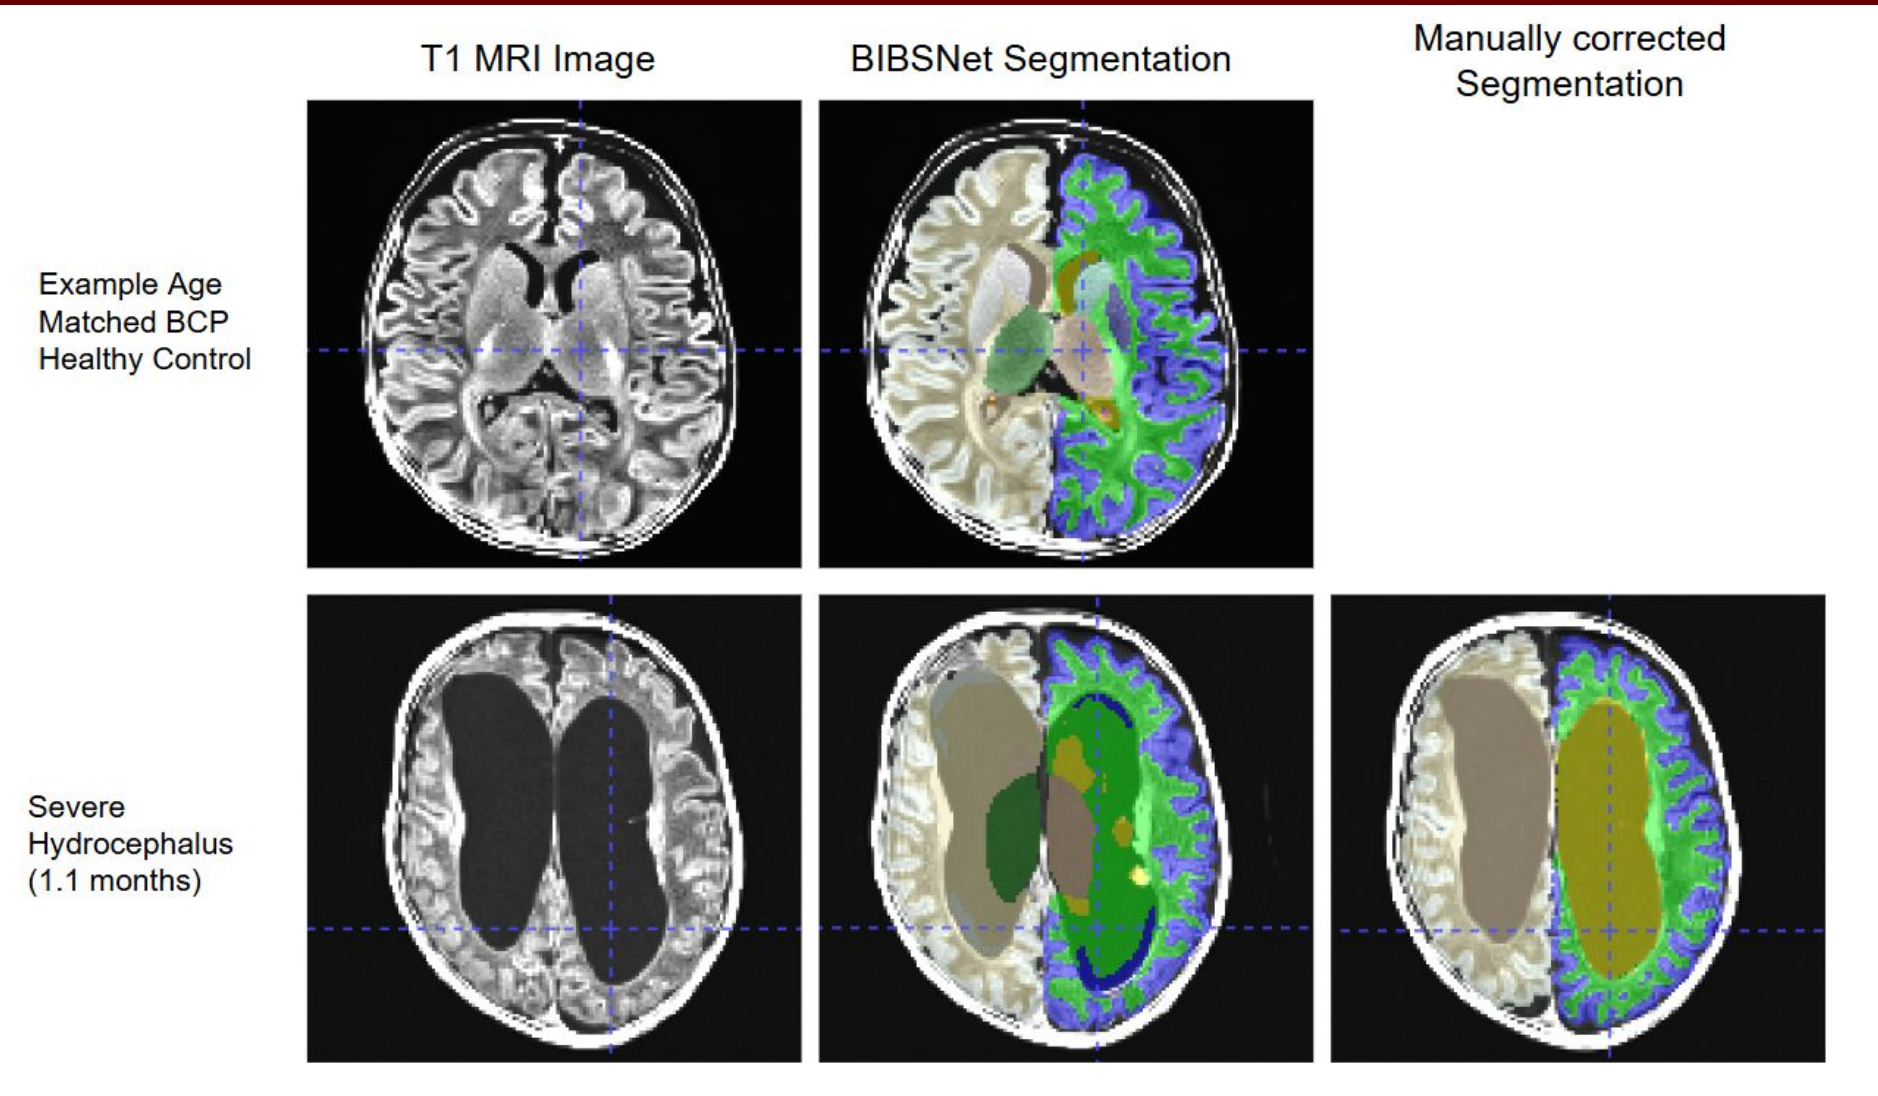 T1 MRI Image
BIBSNet Segmentation
Manually corrected
Segmentation
Example Age
Matched BCP
Healthy Control
Severe
Hydrocephalus
(1.1 months)